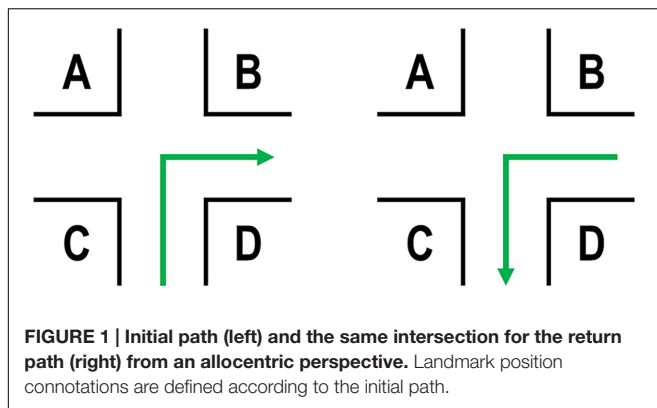 A B A B
C D C D
FIGURE 1 | Initial path (left) and the same intersection for the return
path (right) from an allocentric perspective. Landmark position
connotations are defined according to the initial path.